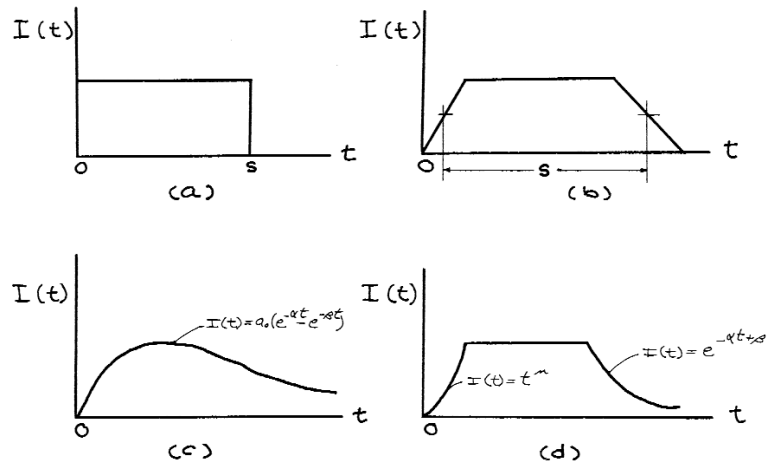 I(t)
0
s
t
(a)
I(t)
0
s
t
(b)
I(t)
I(t)=a₀(e^-αt-e^-βt)
0
t
(c)
I(t)
I(t)=t^n
I(t)=e^-αt+β
0
t
(d)